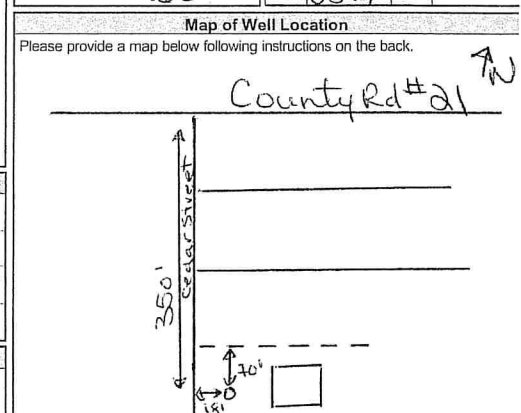 Map of Well Location
Please provide a map below following instructions on the back.
N
County Rd #21
Cedar Street
350'
70'
18'